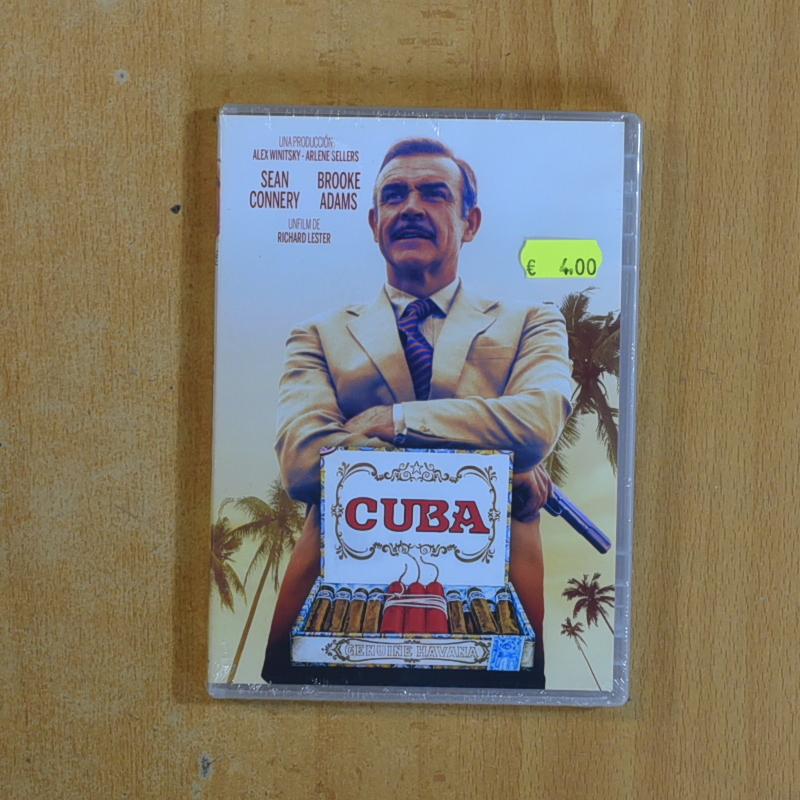 UNA PRODUCCIÓN
ALEX WINITSKY - ARLENE SELLERS
SEAN CONNERY
BROOKE ADAMS
UN FILM DE
RICHARD LESTER
€ 4.00
CUBA
GENUINE HAVANA